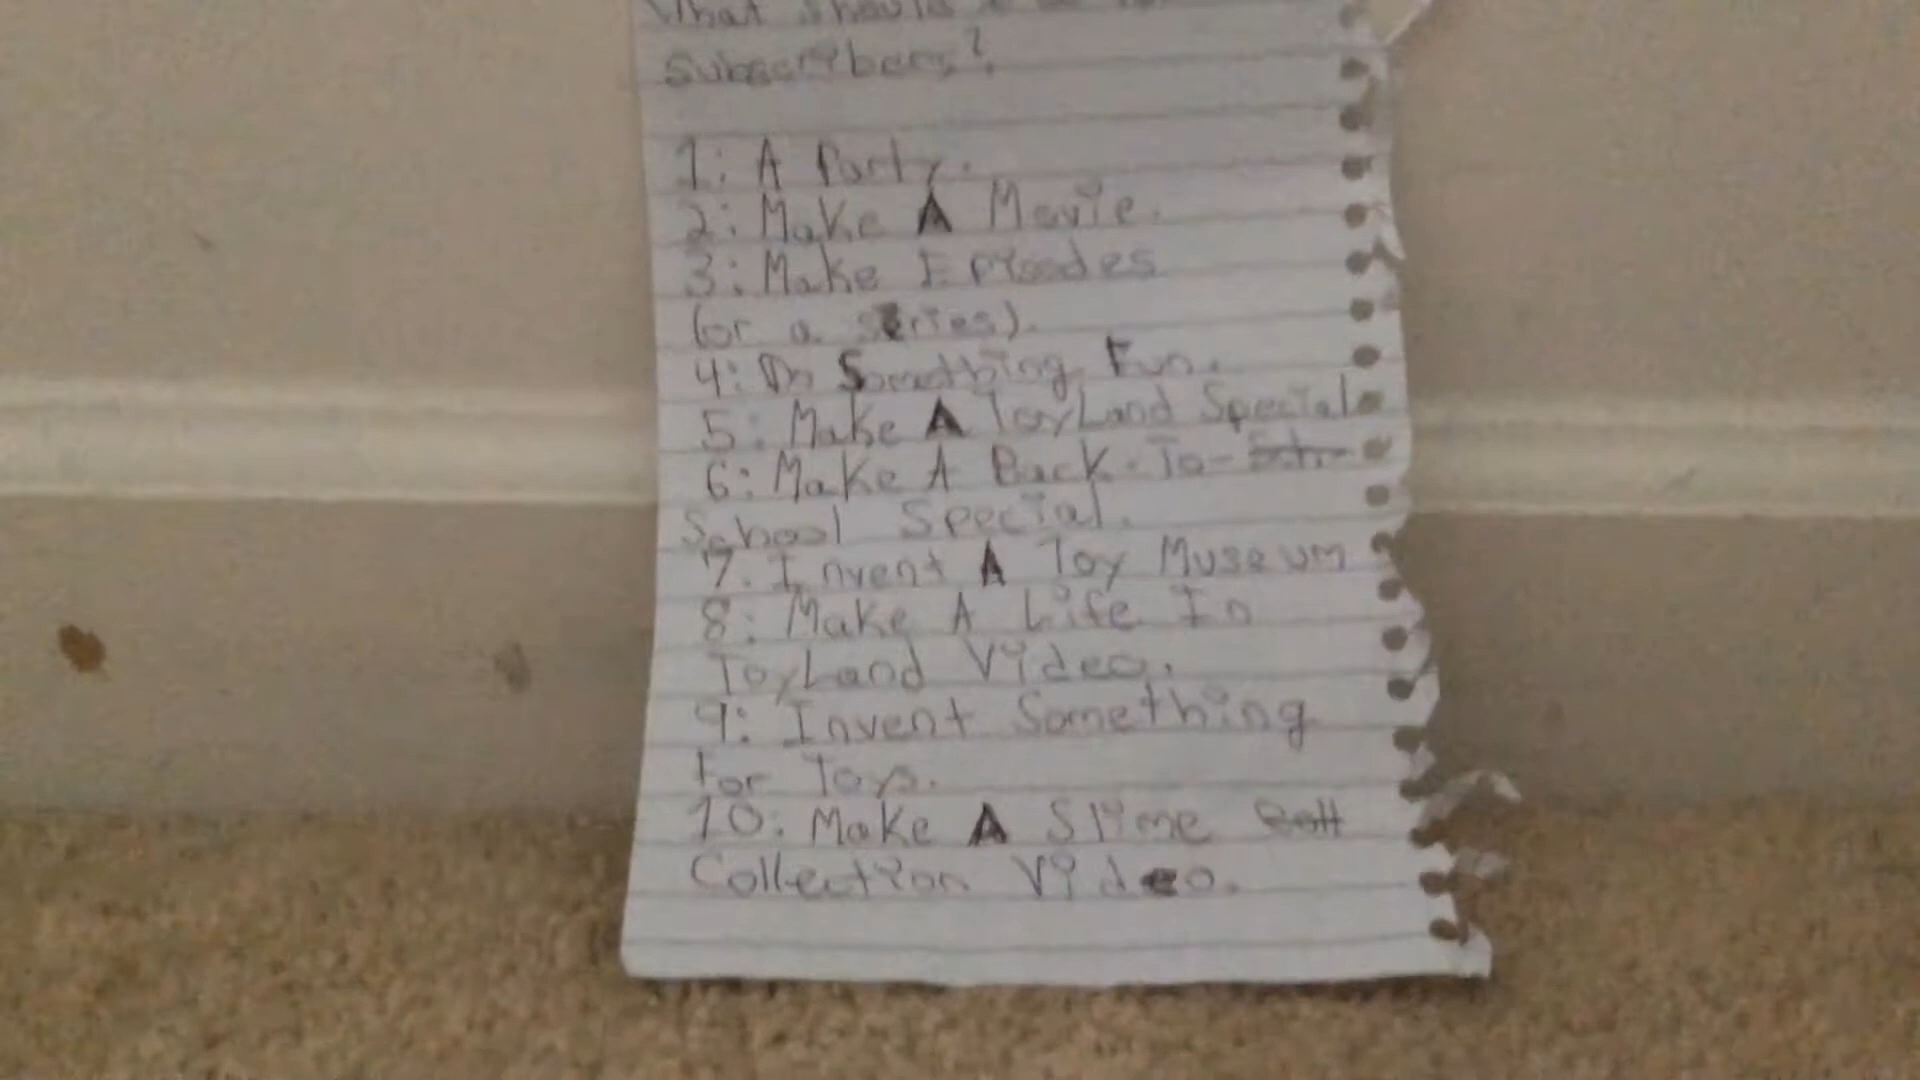 What should
Subscribers?
1: A Party.
2: Make A Movie.
3: Make Episodes
(or a series).
4: Do Something Fun.
5: Make A ToyLand Special
6: Make A Back-To-
School Special.
7. Invent A Toy Museum
8: Make A Life In
ToyLand Video.
9: Invent Something
For Toys.
10: Make A Slime
Collection Video.